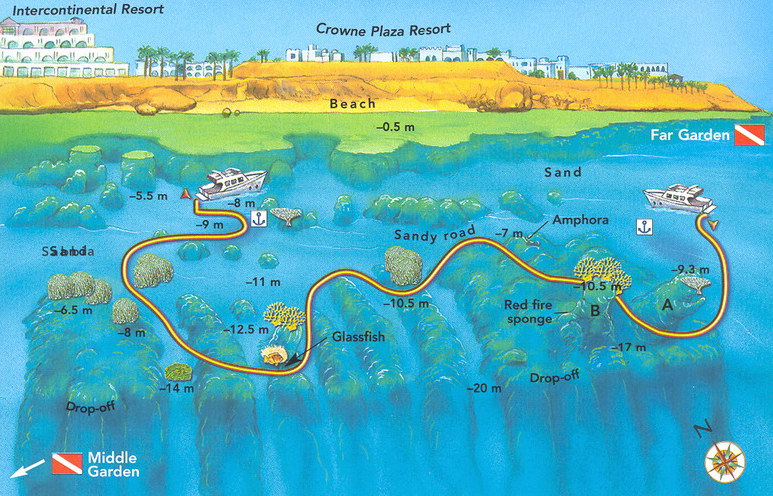 Intercontinental Resort
Crowne Plaza Resort
Beach
–0.5 m
Far Garden
Sand
–5.5 m
–8 m
–9 m
Amphora
Sandy road
–7 m
–9.3 m
–11 m
–6.5 m
–10.5 m
–10.5 m
A
Red fire
sponge
B
–8 m
–12.5 m
Glassfish
–17 m
–14 m
–20 m
Drop-off
Drop-off
N
Middle
Garden